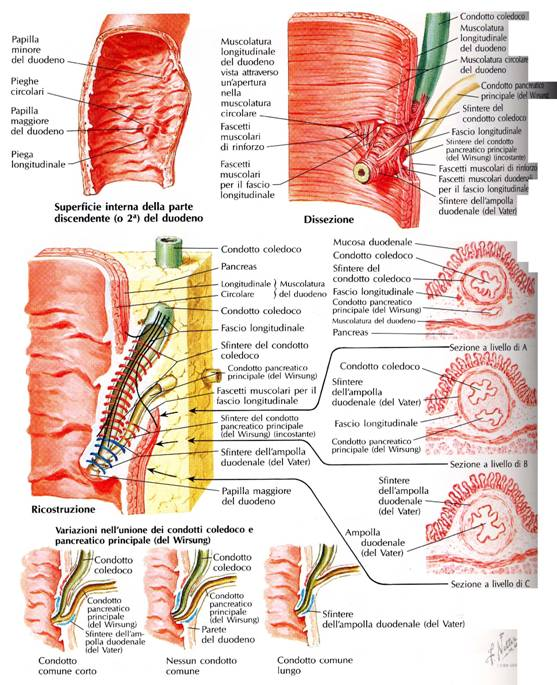 Papilla
minore
del duodeno
Pieghe
circolari
Papilla
maggiore
del duodeno
Piega
longitudinale
Superficie interna della parte
discendente (o 2ª) del duodeno
Muscolatura
longitudinale
del duodeno
vista attraverso
un'apertura
nella
muscolatura
circolare
Fascetti
muscolari
di rinforzo
Fascetti
muscolari
per il fascio
longitudinale
Condotto coledoco
Muscolatura
longitudinale
del duodeno
Muscolatura circolare
del duodeno
Condotto pancreatico
principale (del Wirsung)
Sfintere del
condotto coledoco
Fascio longitudinale
Sfintere del condotto
pancreatico principale
(del Wirsung) (incostante)
Fascetti muscolari di rinforzo
Fascetti muscolari duodenali
per il fascio longitudinale
Sfintere dell'ampolla
duodenale (del Vater)
Dissezione
Condotto coledoco
Pancreas
Longitudinale } Muscolatura
Circolare del duodeno
Condotto coledoco
Fascio longitudinale
Sfintere del condotto
coledoco
Condotto pancreatico
principale (del Wirsung)
Fascetti muscolari per il
fascio longitudinale
Sfintere del condotto
pancreatico principale
(del Wirsung) (incostante)
Sfintere dell'ampolla
duodenale (del Vater)
Papilla maggiore
del duodeno
Ricostruzione
Mucosa duodenale
Condotto coledoco
Sfintere del
condotto coledoco
Fascio longitudinale
Condotto pancreatico
principale (del Wirsung)
Muscolatura del duodeno
Pancreas
Sezione a livello di A
Condotto coledoco
Sfintere
dell'ampolla
duodenale (del Vater)
Fascio longitudinale
Condotto pancreatico
principale (del Wirsung)
Sezione a livello di B
Sfintere
dell'ampolla
duodenale
(del Vater)
Ampolla
duodenale
(del Vater)
Sezione a livello di C
Variazioni nell'unione dei condotti coledoco e
pancreatico principale (del Wirsung)
Condotto
coledoco
Condotto
pancreatico
principale
(del Wirsung)
Sfintere dell'am-
polla duodenale
(del Vater)
Condotto
comune corto
Condotto
coledoco
Condotto
pancreatico
principale
(del Wirsung)
Parete
del duodeno
Nessun condotto
comune
Sfintere
dell'ampolla duodenale (del Vater)
Condotto comune
lungo
F. Netter